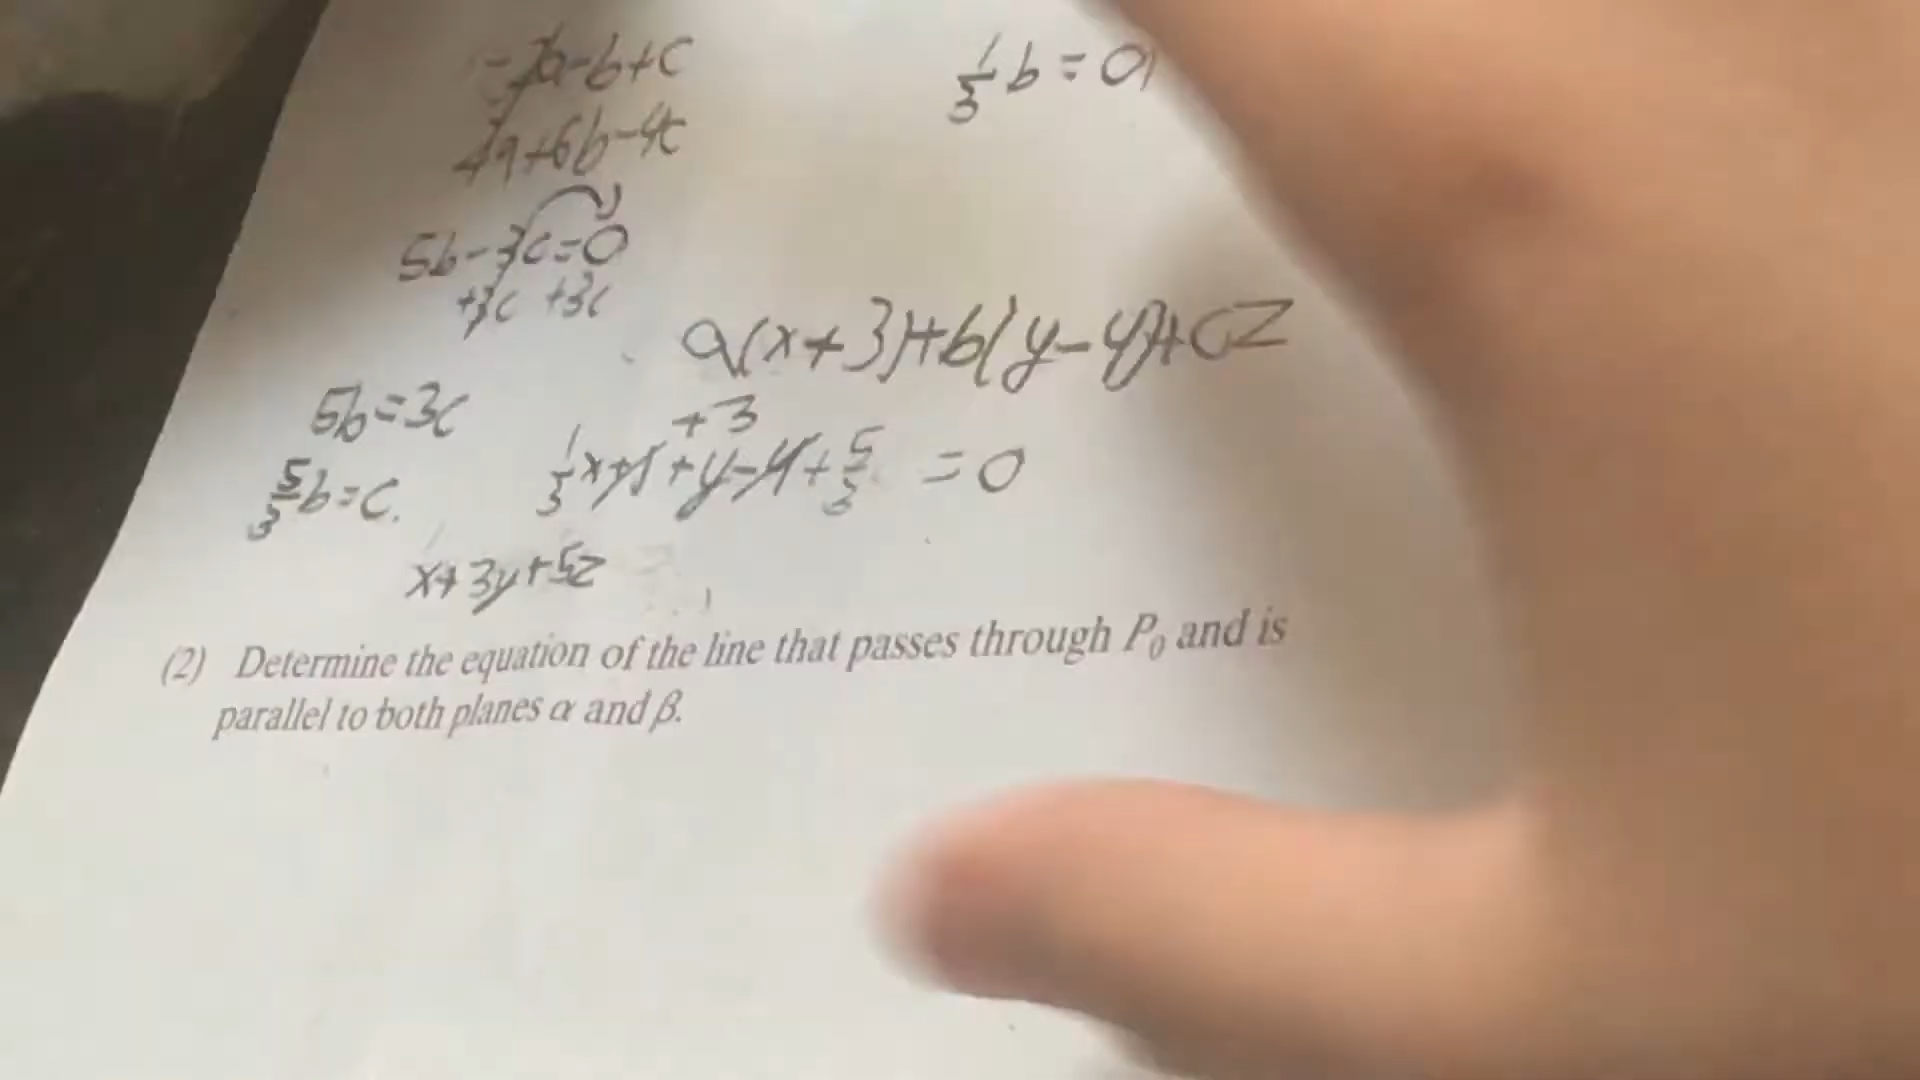 -2a-b+c
1/3 b = a
4a+6b-4c
5b-3c=0
+3c +3c
a(x+3)+b(y-4)+cz
5b=3c
+3
1/3 x+1+y-4+5/3 =0
5/3 b=c.
x+3y+5z
(2) Determine the equation of the line that passes through P₀ and is
parallel to both planes α and β.